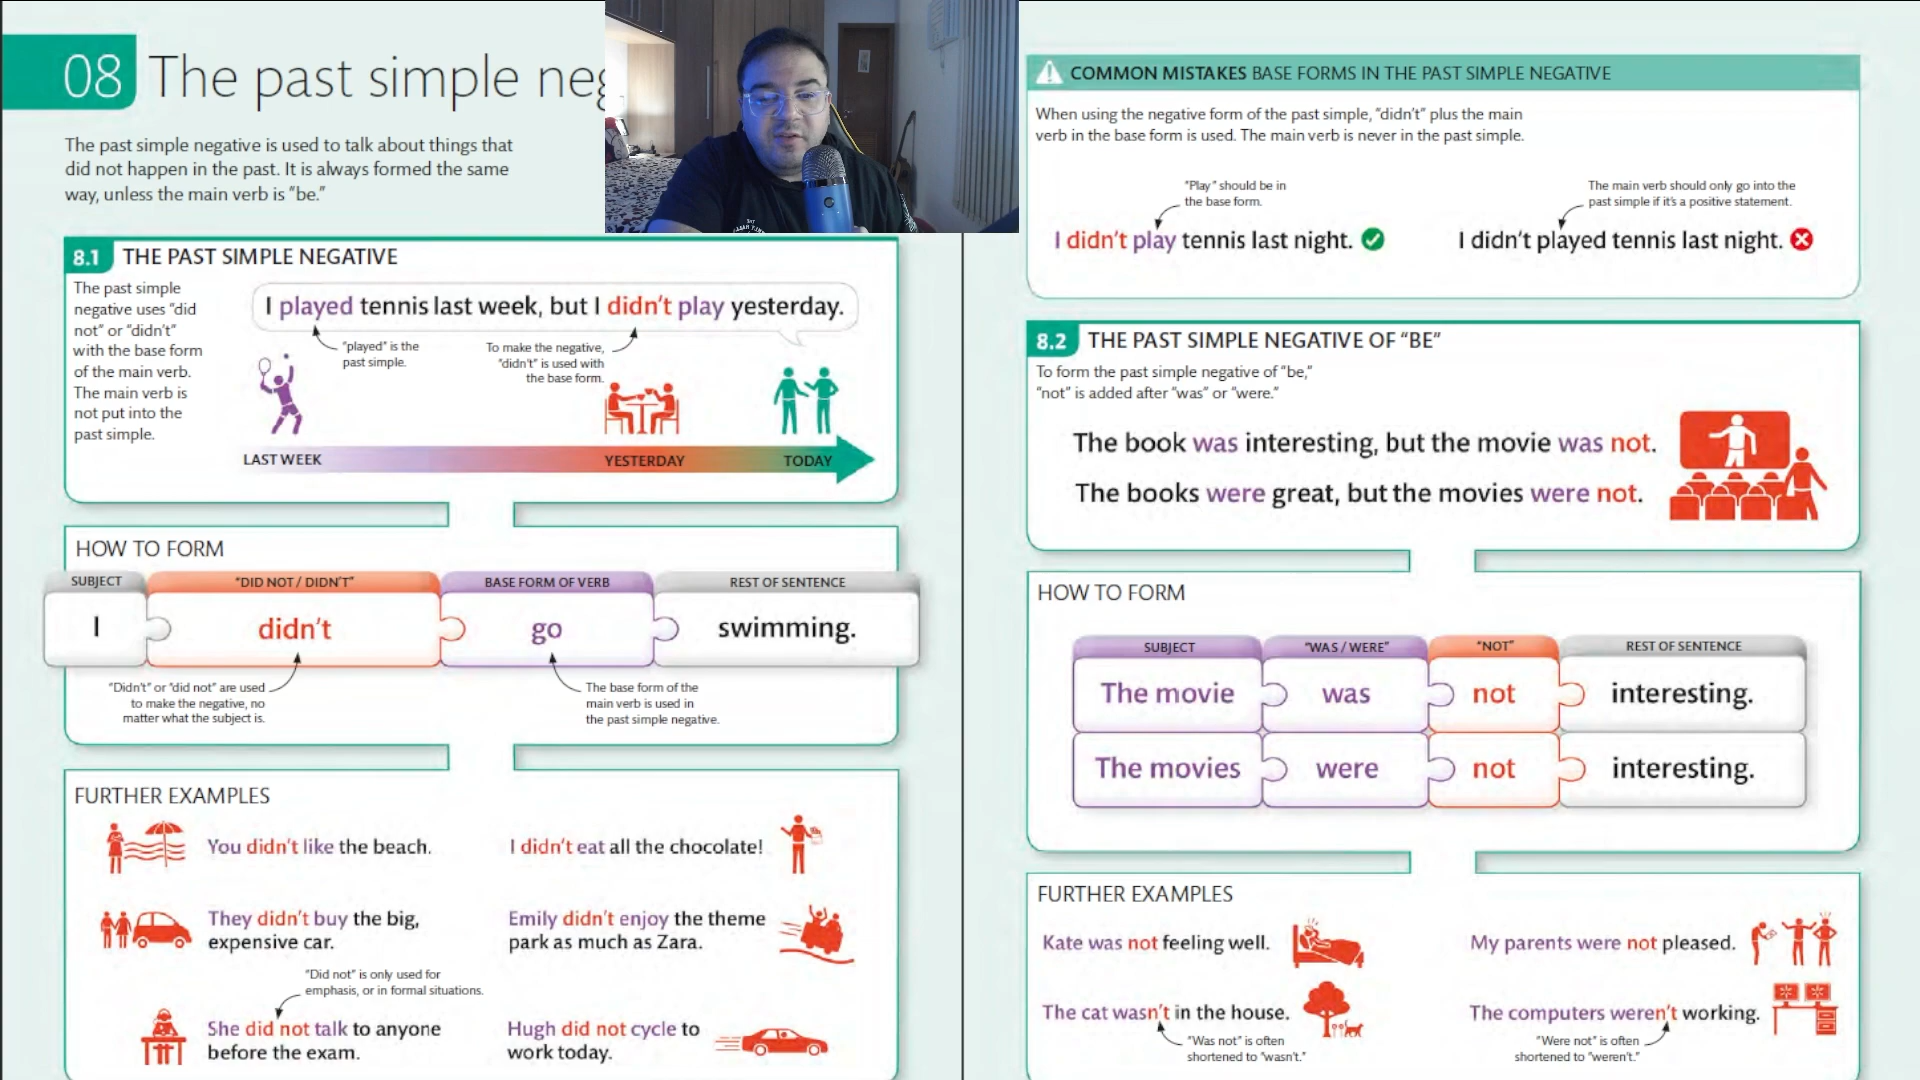 08 The past simple neg
The past simple negative is used to talk about things that
did not happen in the past. It is always formed the same
way, unless the main verb is "be."
8.1 THE PAST SIMPLE NEGATIVE
The past simple
negative uses "did
not" or "didn't"
with the base form
of the main verb.
The main verb is
not put into the
past simple.
I played tennis last week, but I didn't play yesterday.
"played" is the
past simple.
To make the negative,
"didn't" is used with
the base form.
LAST WEEK YESTERDAY TODAY
HOW TO FORM
SUBJECT "DID NOT / DIDN'T" BASE FORM OF VERB REST OF SENTENCE
I didn't go swimming.
"Didn't" or "did not" are used
to make the negative, no
matter what the subject is.
The base form of the
main verb is used in
the past simple negative.
FURTHER EXAMPLES
You didn't like the beach.
I didn't eat all the chocolate!
They didn't buy the big,
expensive car.
Emily didn't enjoy the theme
park as much as Zara.
"Did not" is only used for
emphasis, or in formal situations.
She did not talk to anyone
before the exam.
Hugh did not cycle to
work today.
COMMON MISTAKES BASE FORMS IN THE PAST SIMPLE NEGATIVE
When using the negative form of the past simple, "didn't" plus the main
verb in the base form is used. The main verb is never in the past simple.
"Play" should be in
the base form.
I didn't play tennis last night.
The main verb should only go into the
past simple if it's a positive statement.
I didn't played tennis last night.
8.2 THE PAST SIMPLE NEGATIVE OF "BE"
To form the past simple negative of "be,"
"not" is added after "was" or "were."
The book was interesting, but the movie was not.
The books were great, but the movies were not.
HOW TO FORM
SUBJECT "WAS / WERE" "NOT" REST OF SENTENCE
The movie was not interesting.
The movies were not interesting.
FURTHER EXAMPLES
Kate was not feeling well.
My parents were not pleased.
The cat wasn't in the house.
"Was not" is often
shortened to "wasn't."
The computers weren't working.
"Were not" is often
shortened to "weren't."